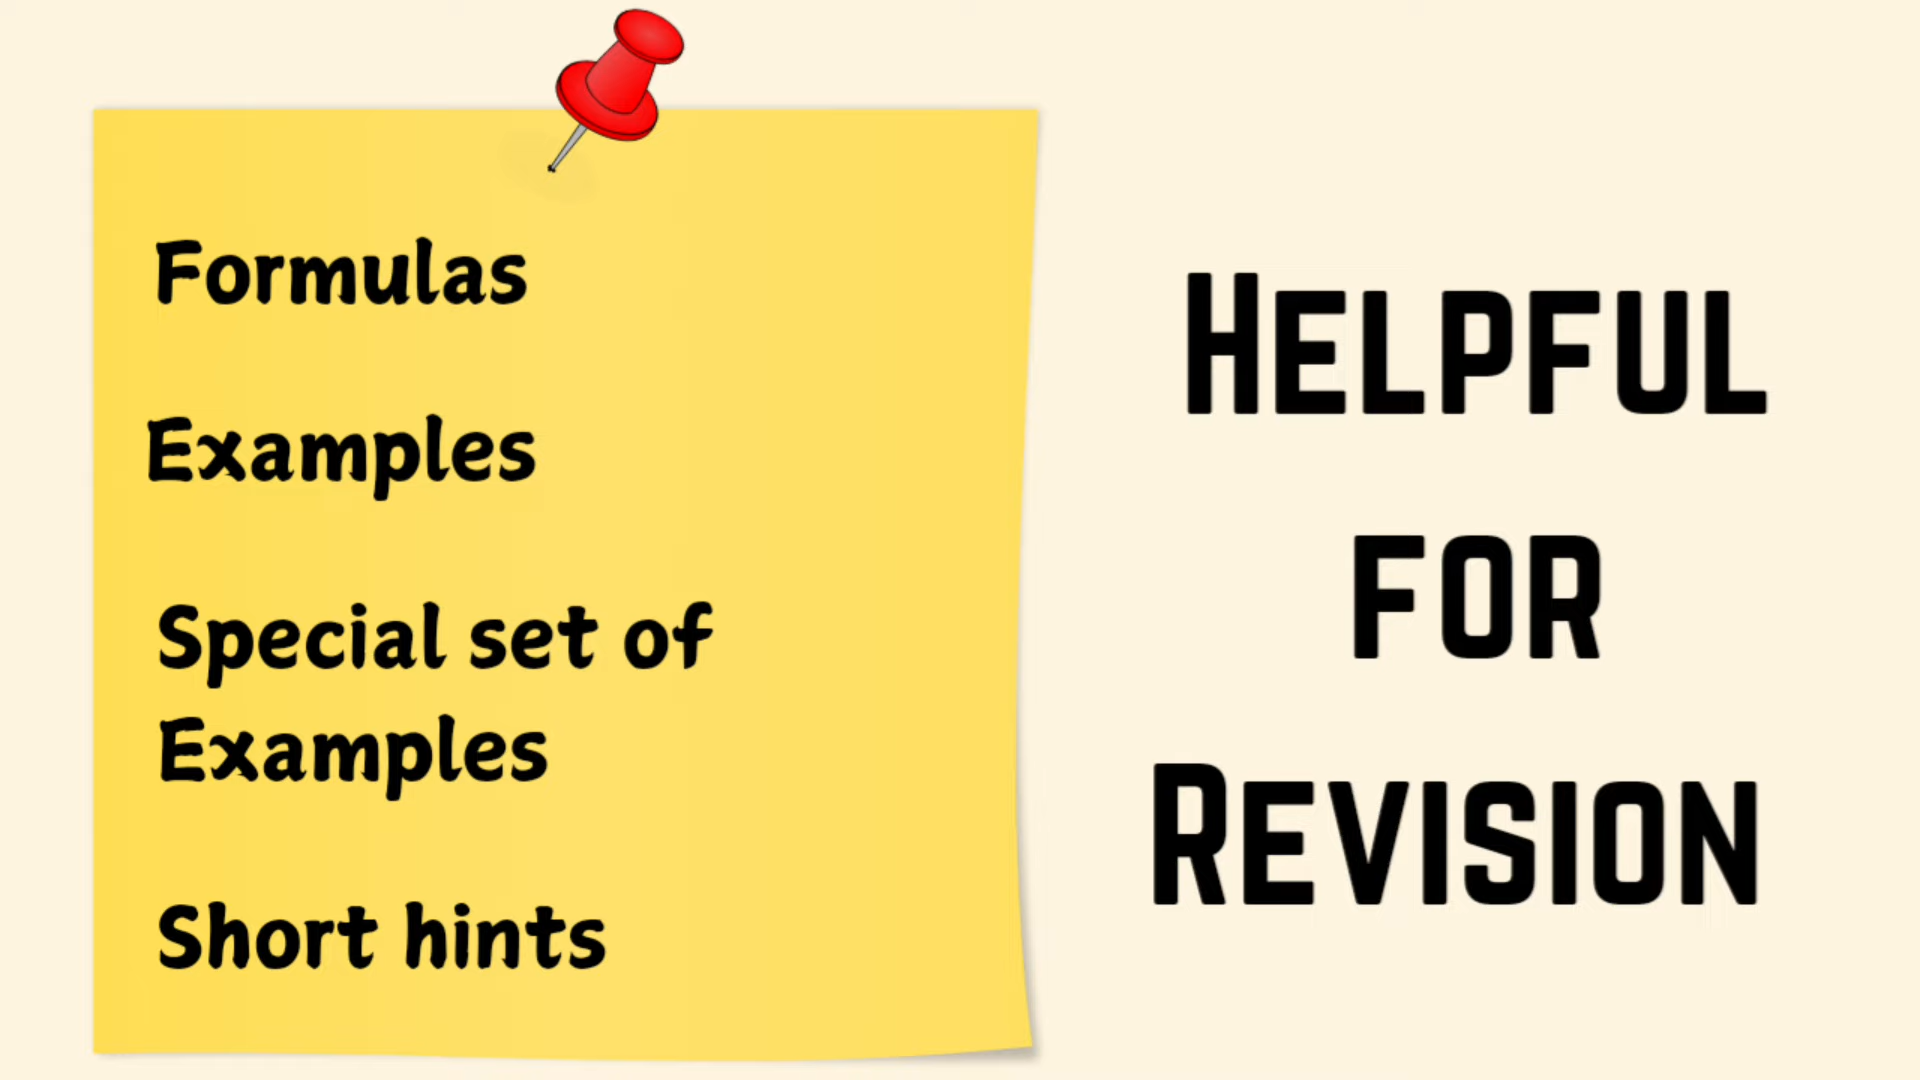 Formulas
Examples
Special set of
Examples
Short hints
HELPFUL
FOR
REVISION